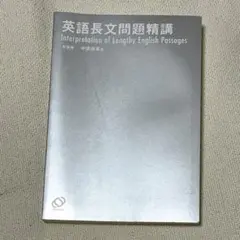 英語長文問題精講
Interpretation of Lengthy English Passages